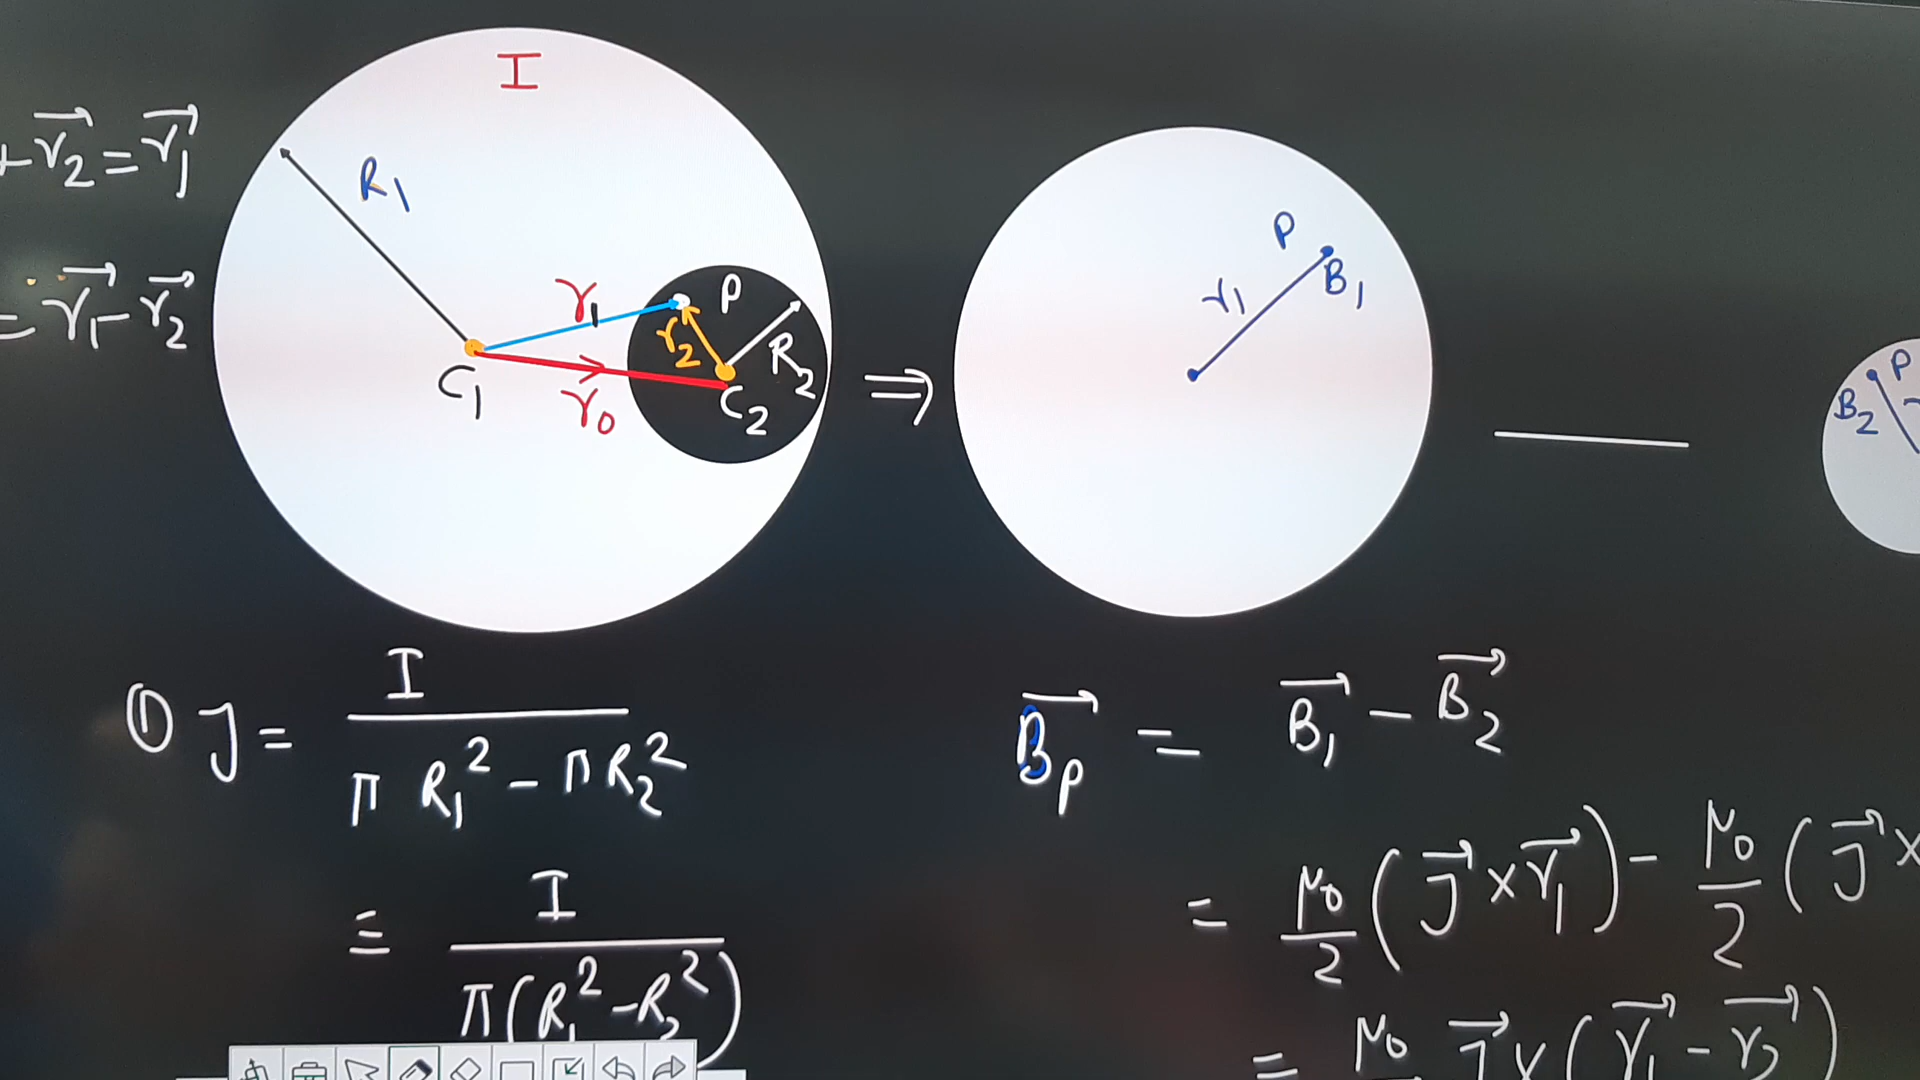 I
+r₂⃗ = r₁⃗
R₁
= r₁⃗ - r₂⃗
r₁
P
r₂
R₂
C₁
r₀
C₂
⇒
P
r₁
B₁
—
P
B₂
① J = I / (πR₁² - πR₂²)
= I / (π(R₁² - R₂²))
B⃗ₚ = B₁⃗ - B₂⃗
= μ₀/2 (J⃗ × r₁⃗) - μ₀/2 (J⃗ ×
= μ₀ J⃗ × (r₁⃗ - r₂⃗)